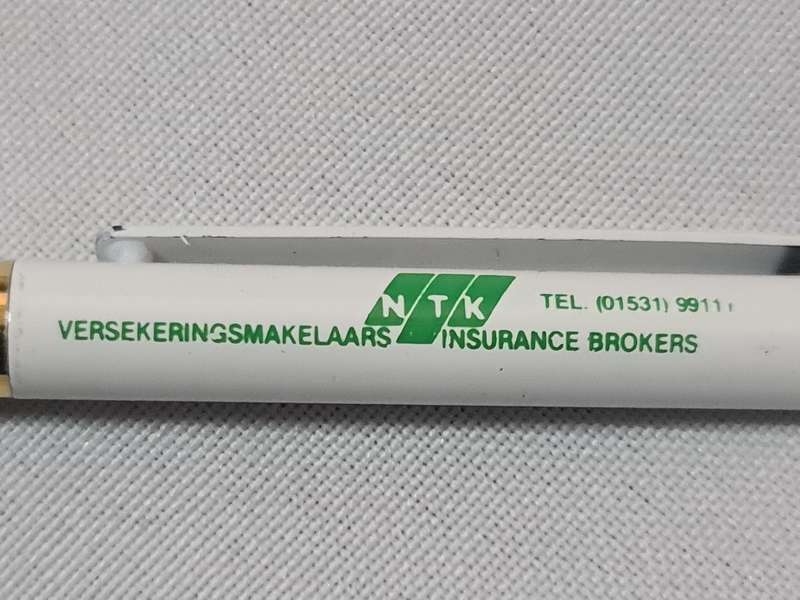 NTK TEL. (01531) 9911
VERSEKERINGSMAKELAARS INSURANCE BROKERS